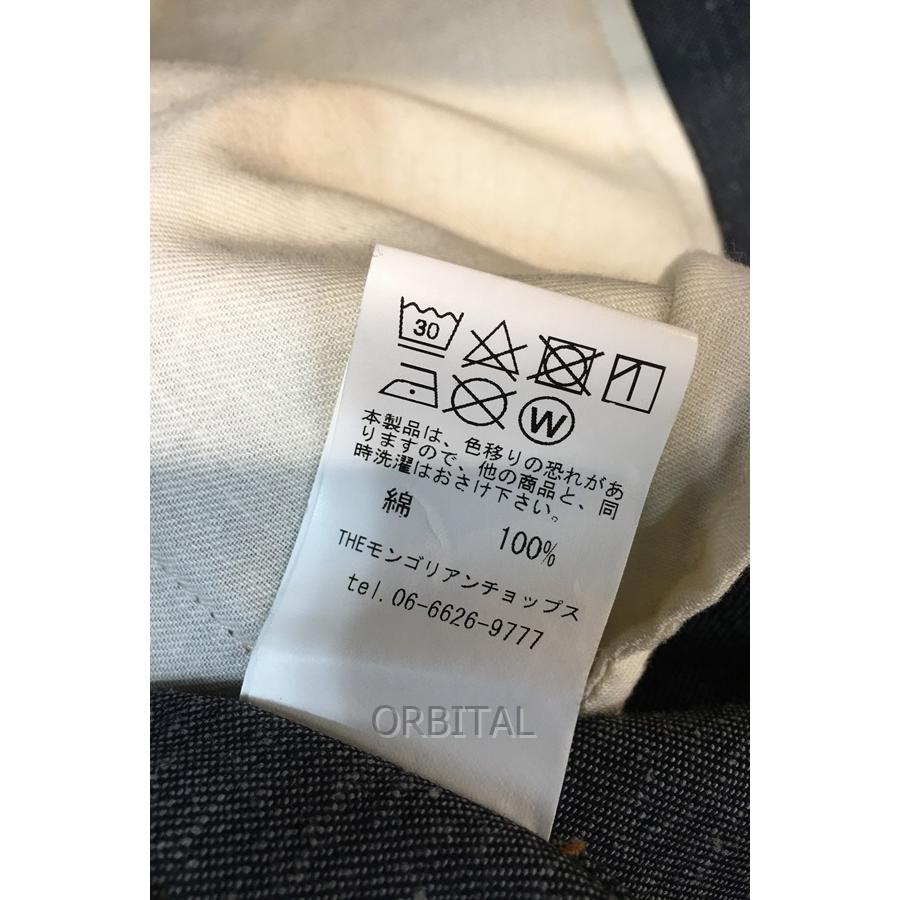 30
W
本製品は、色移りの恐れがあ
りますので、他の商品と、同
時洗濯はおさけ下さい。
綿 100%
THEモンゴリアンチョップス
tel. 06-6626-9777
ORBITAL